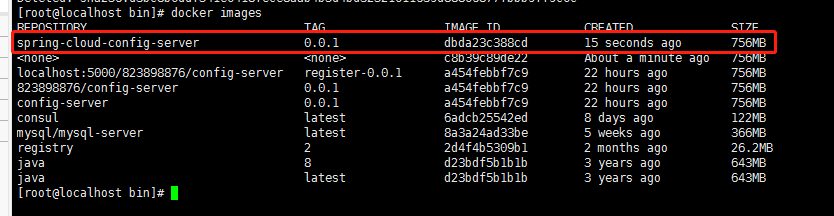 [root@localhost bin]# docker images
REPOSITORY TAG IMAGE ID CREATED SIZE
spring-cloud-config-server 0.0.1 dbda23c388cd 15 seconds ago 756MB
<none> <none> c8b39c89de22 About a minute ago 756MB
localhost:5000/823898876/config-server register-0.0.1 a454febbf7c9 22 hours ago 756MB
823898876/config-server 0.0.1 a454febbf7c9 22 hours ago 756MB
config-server 0.0.1 a454febbf7c9 22 hours ago 756MB
consul latest 6adcb25542ed 8 days ago 122MB
mysql/mysql-server latest 8a3a24ad33be 5 weeks ago 366MB
registry 2 2d4f4b5309b1 2 months ago 26.2MB
java 8 d23bdf5b1b1b 3 years ago 643MB
java latest d23bdf5b1b1b 3 years ago 643MB
[root@localhost bin]#